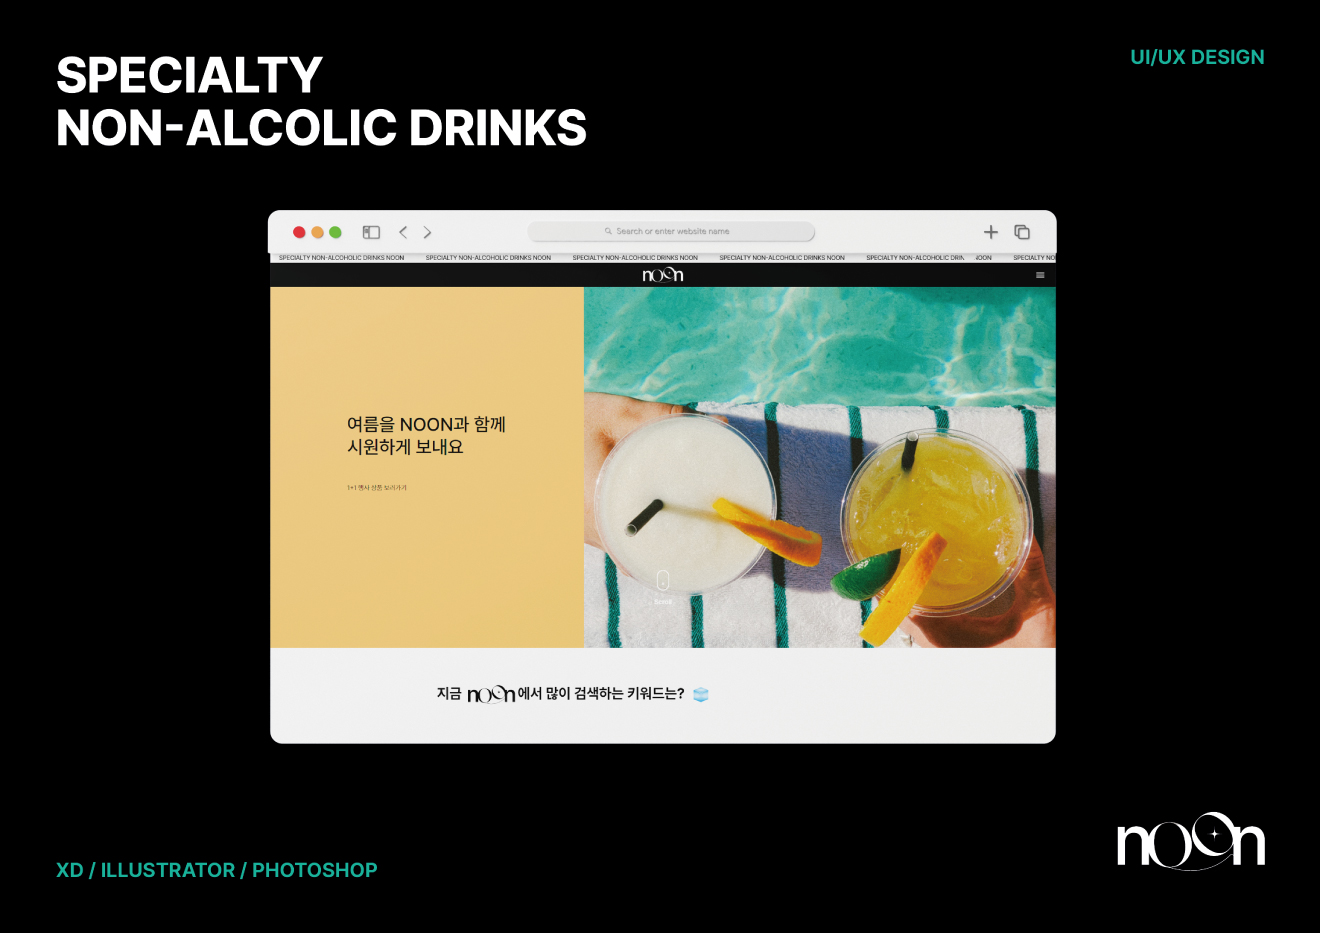 SPECIALTY
NON-ALCOLIC DRINKS
UI/UX DESIGN
Search or enter website name
SPECIALTY NON-ALCOHOLIC DRINKS NOON SPECIALTY NON-ALCOHOLIC DRINKS NOON SPECIALTY NON-ALCOHOLIC DRINKS NOON SPECIALTY NON-ALCOHOLIC DRINKS NOON SPECIALTY NON-ALCOHOLIC DRIN NOON SPECIALTY NO
noon
여름을 NOON과 함께
시원하게 보내요
1+1 행사 상품 보러가기
Scroll
지금 noon에서 많이 검색하는 키워드는?
XD / ILLUSTRATOR / PHOTOSHOP
noon